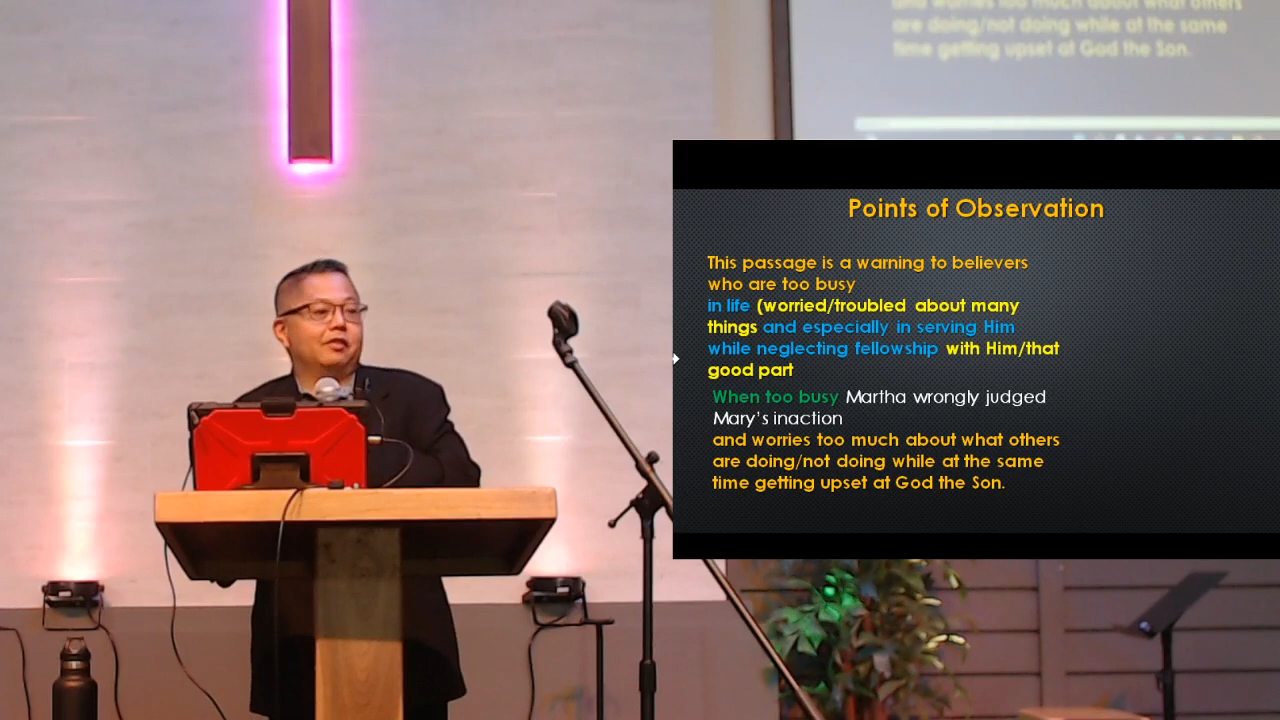 and worries too much about what others
are doing/not doing while at the same
time getting upset at God the Son.
Points of Observation
This passage is a warning to believers
who are too busy
in life (worried/troubled about many
things and especially in serving Him
while neglecting fellowship with Him/that
good part
When too busy Martha wrongly judged
Mary's inaction
and worries too much about what others
are doing/not doing while at the same
time getting upset at God the Son.